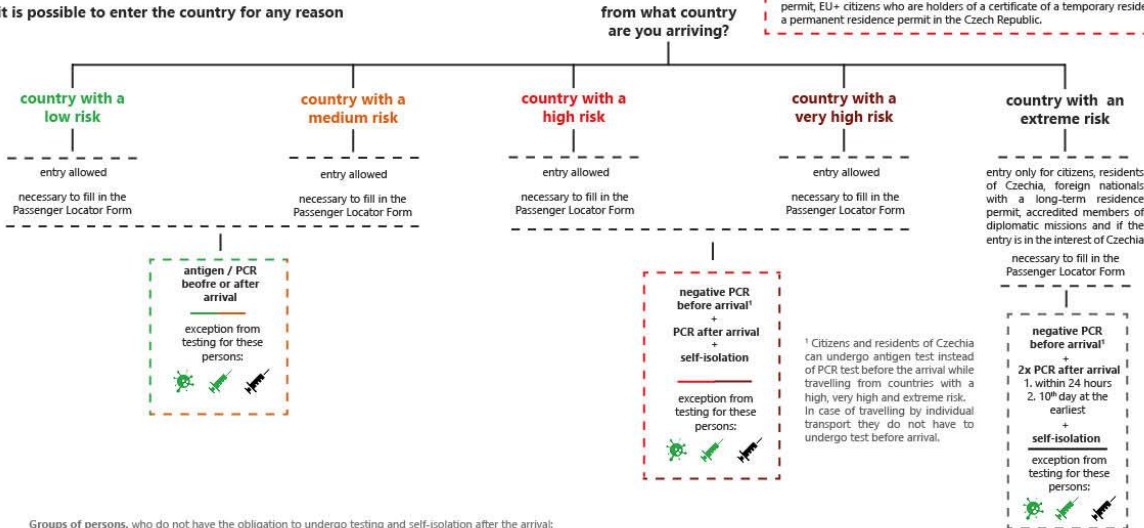 it is possible to enter the country for any reason
from what country
are you arriving?
permit, EU+ citizens who are holders of a certificate of a temporary reside
a permanent residence permit in the Czech Republic.
country with a
low risk
entry allowed
necessary to fill in the
Passenger Locator Form
country with a
medium risk
entry allowed
necessary to fill in the
Passenger Locator Form
antigen / PCR
beofre or after
arrival
exception from
testing for these
persons:
country with a
high risk
entry allowed
necessary to fill in the
Passenger Locator Form
country with a
very high risk
entry allowed
necessary to fill in the
Passenger Locator Form
negative PCR
before arrival¹
+
PCR after arrival
+
self-isolation
exception from
testing for these
persons:
¹ Citizens and residents of Czechia
can undergo antigen test instead
of PCR test before the arrival while
travelling from countries with a
high, very high and extreme risk.
In case of travelling by individual
transport they do not have to
undergo test before arrival.
country with an
extreme risk
entry only for citizens, residents
of Czechia, foreign nationals
with a long-term residence
permit, accredited members of
diplomatic missions and if the
entry is in the interest of Czechia
necessary to fill in the
Passenger Locator Form
negative PCR
before arrival¹
+
2x PCR after arrival
1. within 24 hours
2. 10th day at the
earliest
+
self-isolation
exception from
testing for these
persons:
Groups of persons, who do not have the obligation to undergo testing and self-isolation after the arrival: